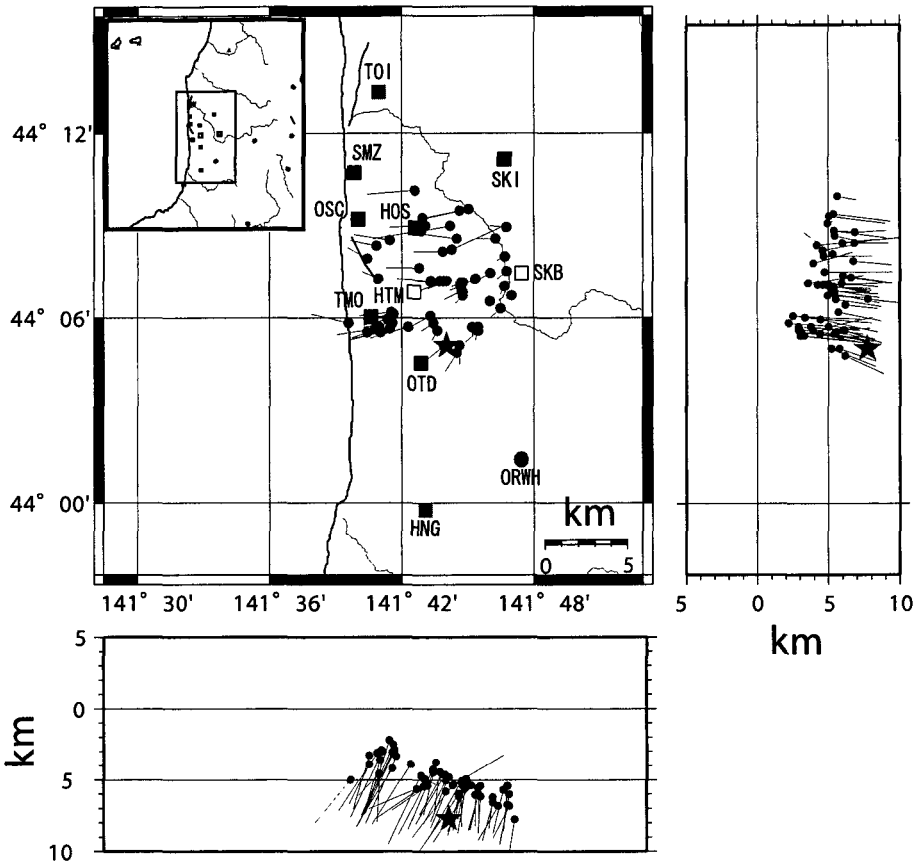 TOI
44° 12'
SMZ
SKI
OSC
HOS
SKB
TMO
HTM
44° 06'
OTD
ORWH
44° 00'
HNG
km
0 5
141° 30' 141° 36' 141° 42' 141° 48'
5 0 5 10
km
5
0
5
10
km